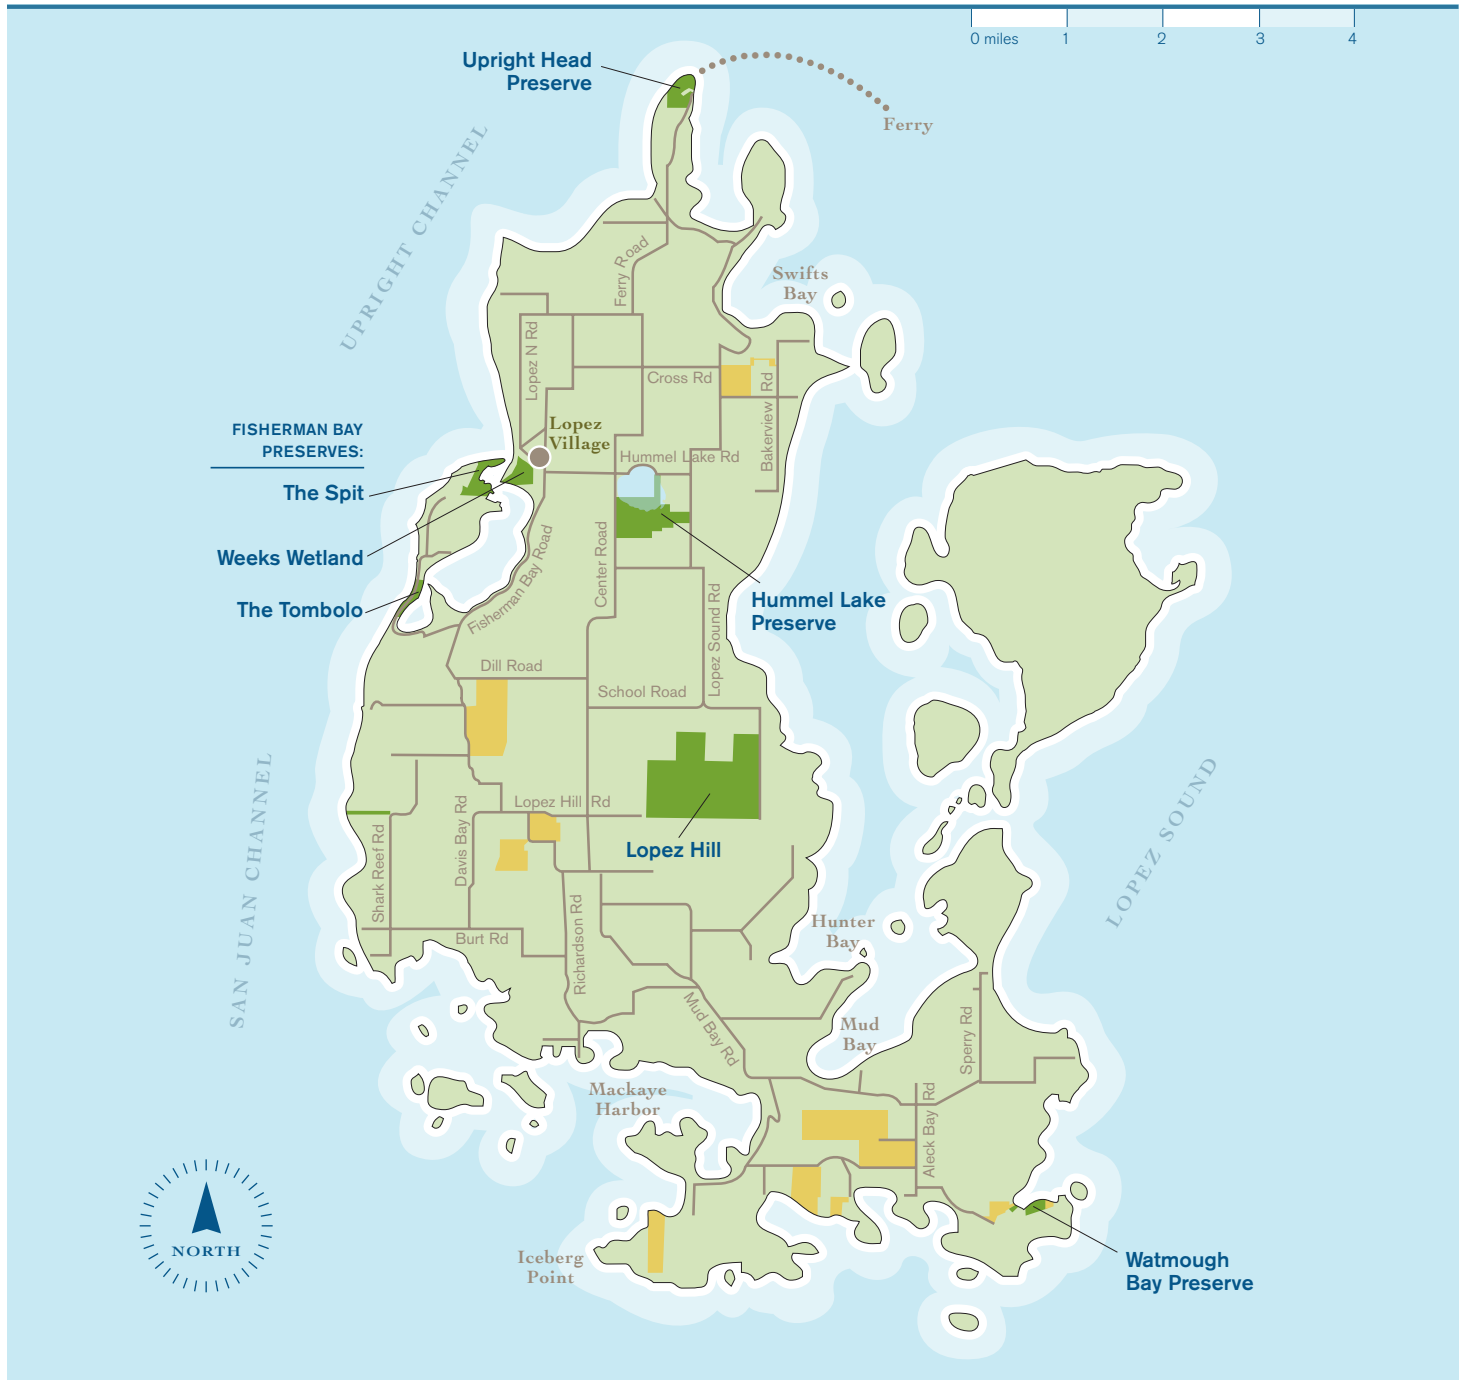 0 miles 1 2 3 4
Upright Head
Preserve
Ferry
UPRIGHT CHANNEL
Swifts
Bay
Ferry Road
Lopez N Rd
Cross Rd
Bakerview Rd
FISHERMAN BAY
PRESERVES:
Lopez
Village
Hummel Lake Rd
The Spit
Weeks Wetland
The Tombolo
Fisherman Bay Road
Center Road
Hummel Lake
Preserve
Lopez Sound Rd
Dill Road
School Road
SAN JUAN CHANNEL
LOPEZ SOUND
Lopez Hill Rd
Davis Bay Rd
Shark Reef Rd
Lopez Hill
Burt Rd
Richardson Rd
Hunter
Bay
Mud Bay Rd
Mud
Bay
Sperry Rd
Mackaye
Harbor
Aleck Bay Rd
NORTH
Iceberg
Point
Watmough
Bay Preserve